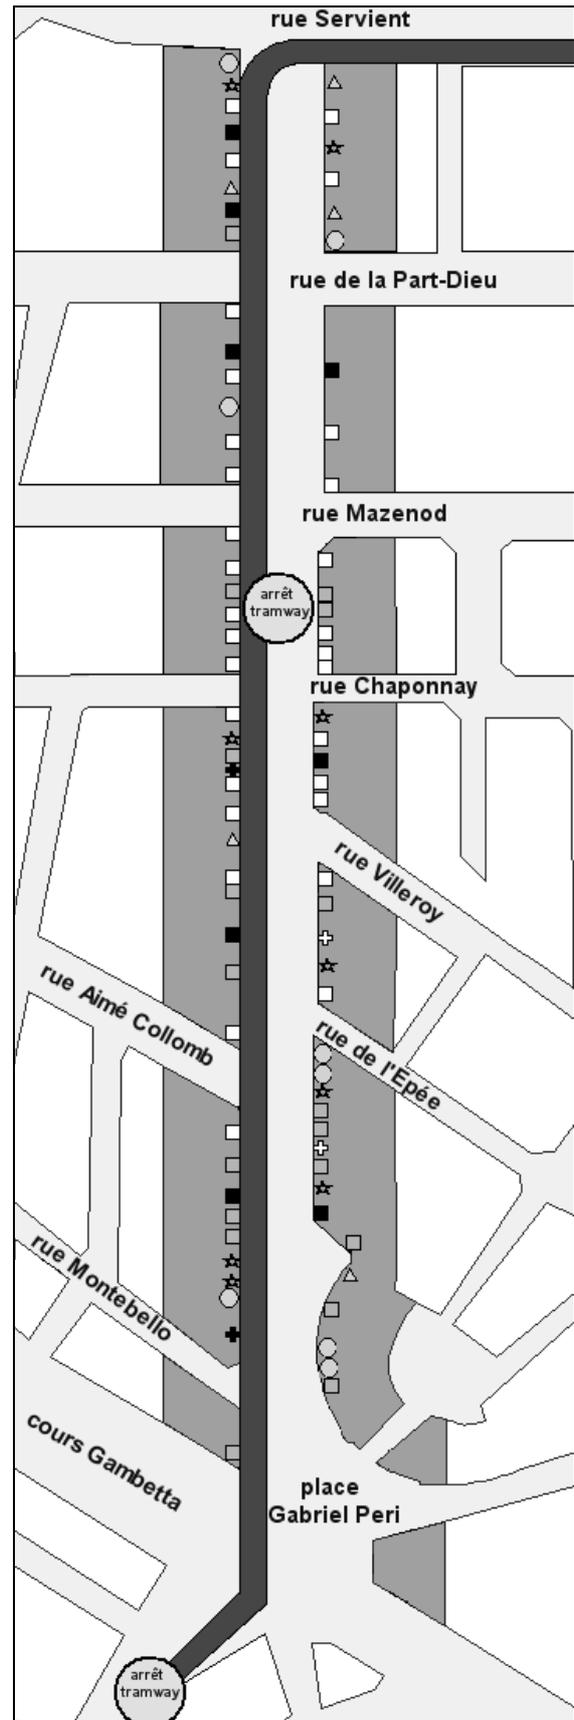 rue Servient
rue de la Part-Dieu
rue Mazenod
arrêt
tramway
rue Chaponnay
rue Villeroy
rue Aimé Collomb
rue de l'Epée
rue Montebello
cours Gambetta
place
Gabriel Peri
arrêt
tramway